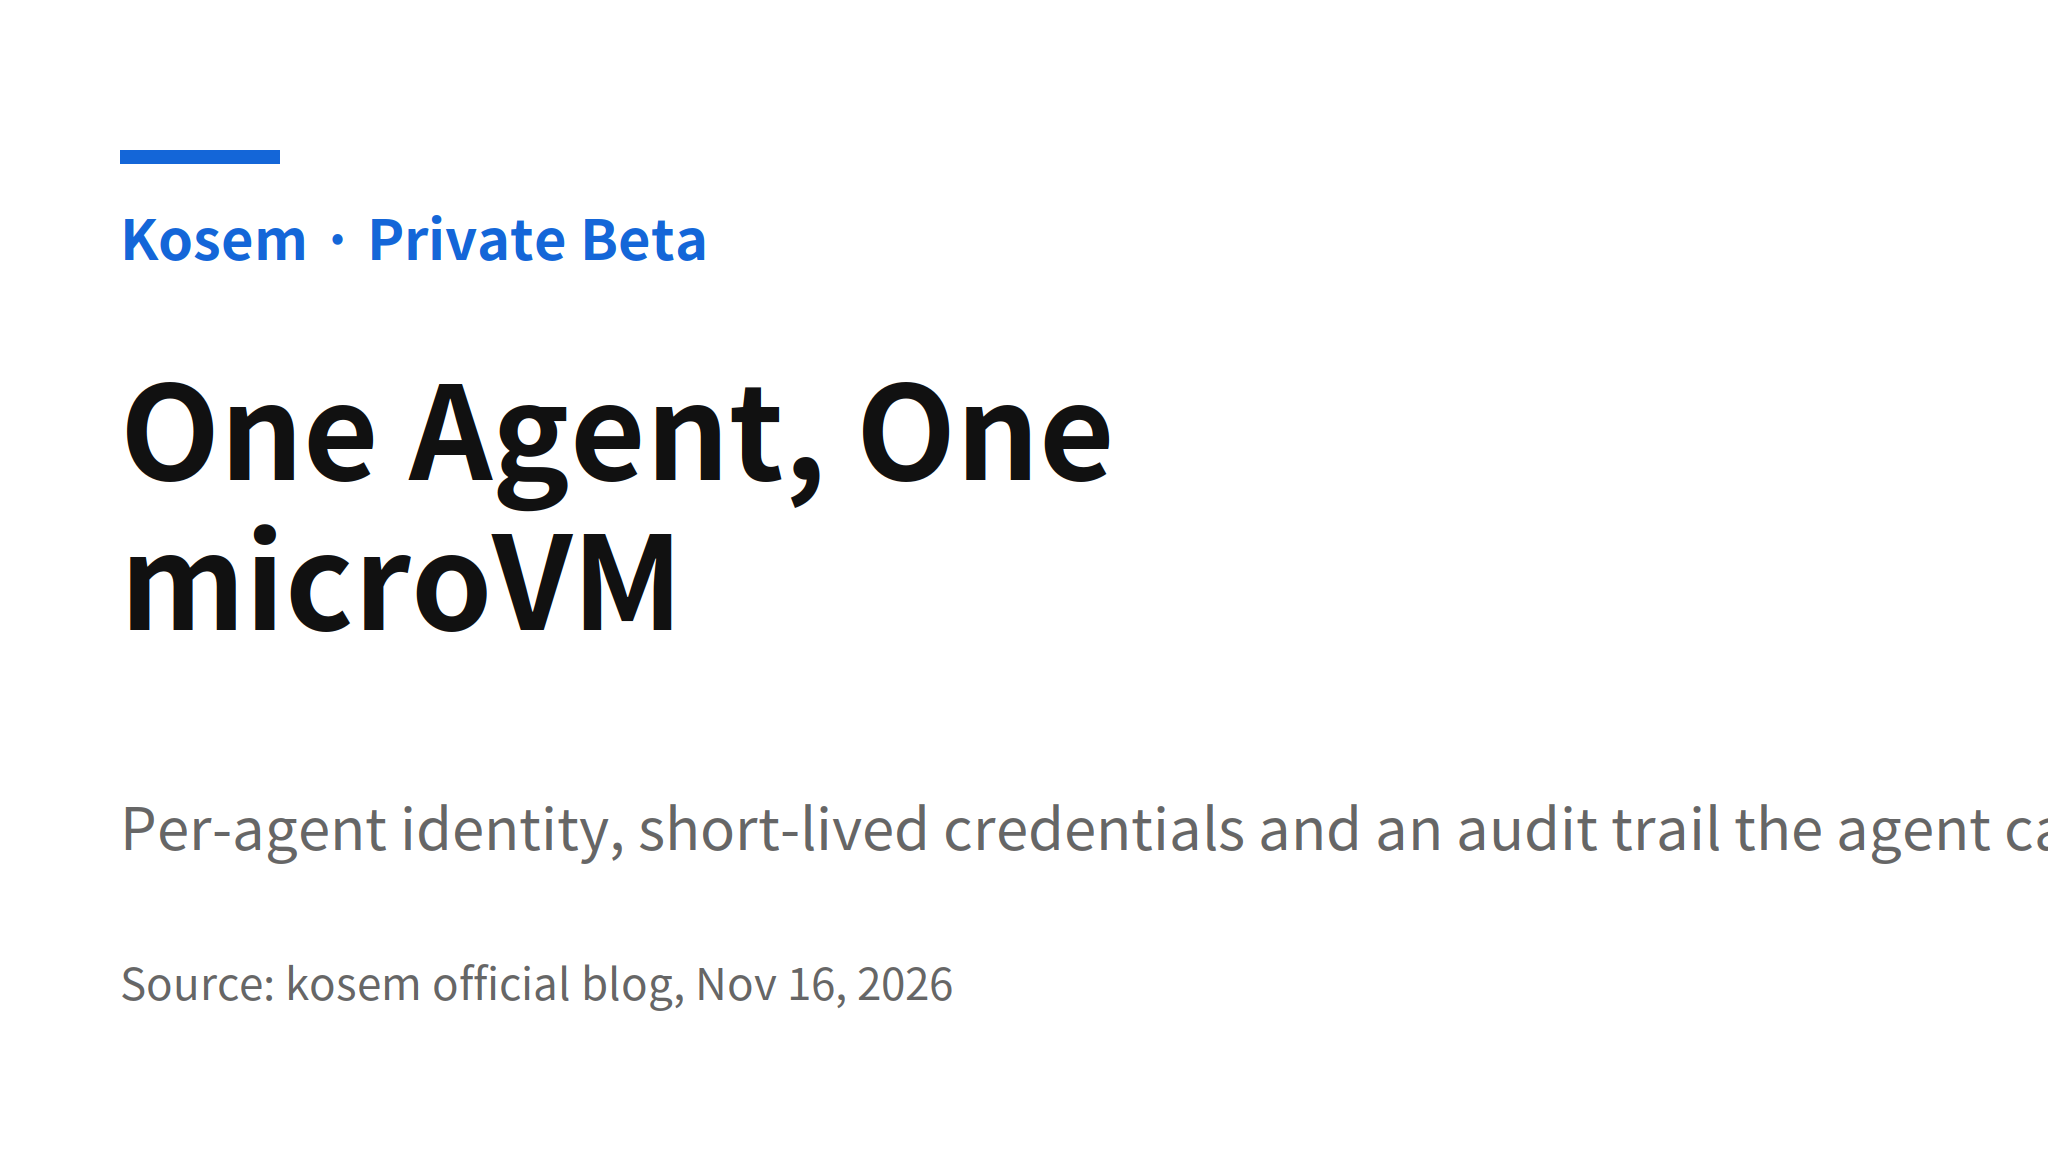 Kosem · Private Beta
One Agent, One
microVM
Per-agent identity, short-lived credentials and an audit trail the agent
Source: kosem official blog, Nov 16, 2026